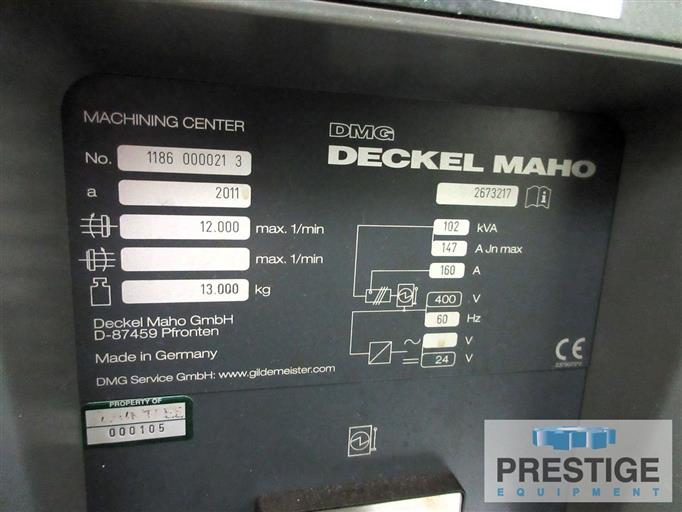 MACHINING CENTER
DMG
DECKEL MAHO
No. 1186 000021 3
a 2011
2673217
12.000 max. 1/min
max. 1/min
13.000 kg
102 kVA
147 A Jn max
160 A
400 V
60 Hz
V
24 V
Deckel Maho GmbH
D-87459 Pfronten
Made in Germany
DMG Service GmbH: www.gildemeister.com
CE
PROPERTY OF
000105
PRESTIGE
EQUIPMENT